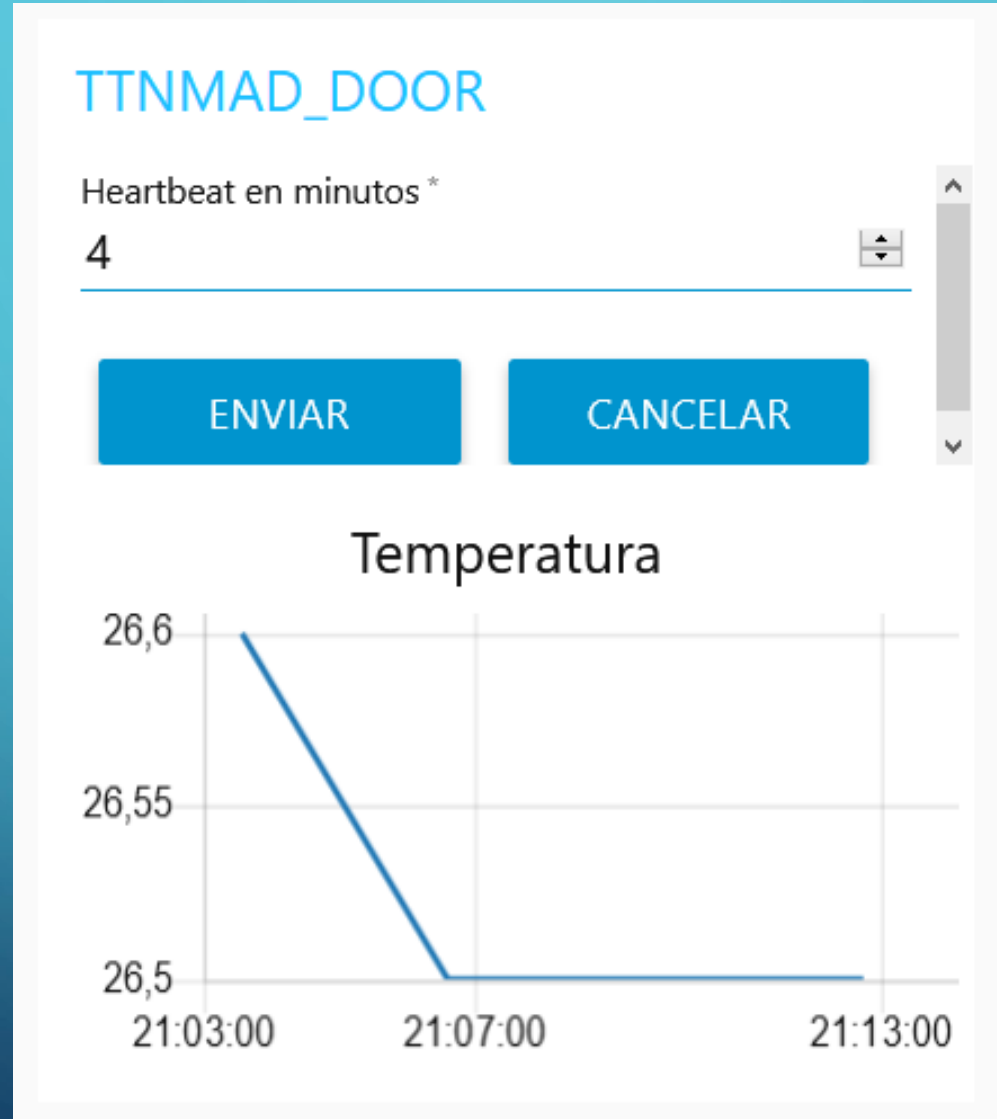 TTNMAD_DOOR
Heartbeat en minutos *
4
ENVIAR CANCELAR
Temperatura
26,6
26,55
26,5
21:03:00 21:07:00 21:13:00